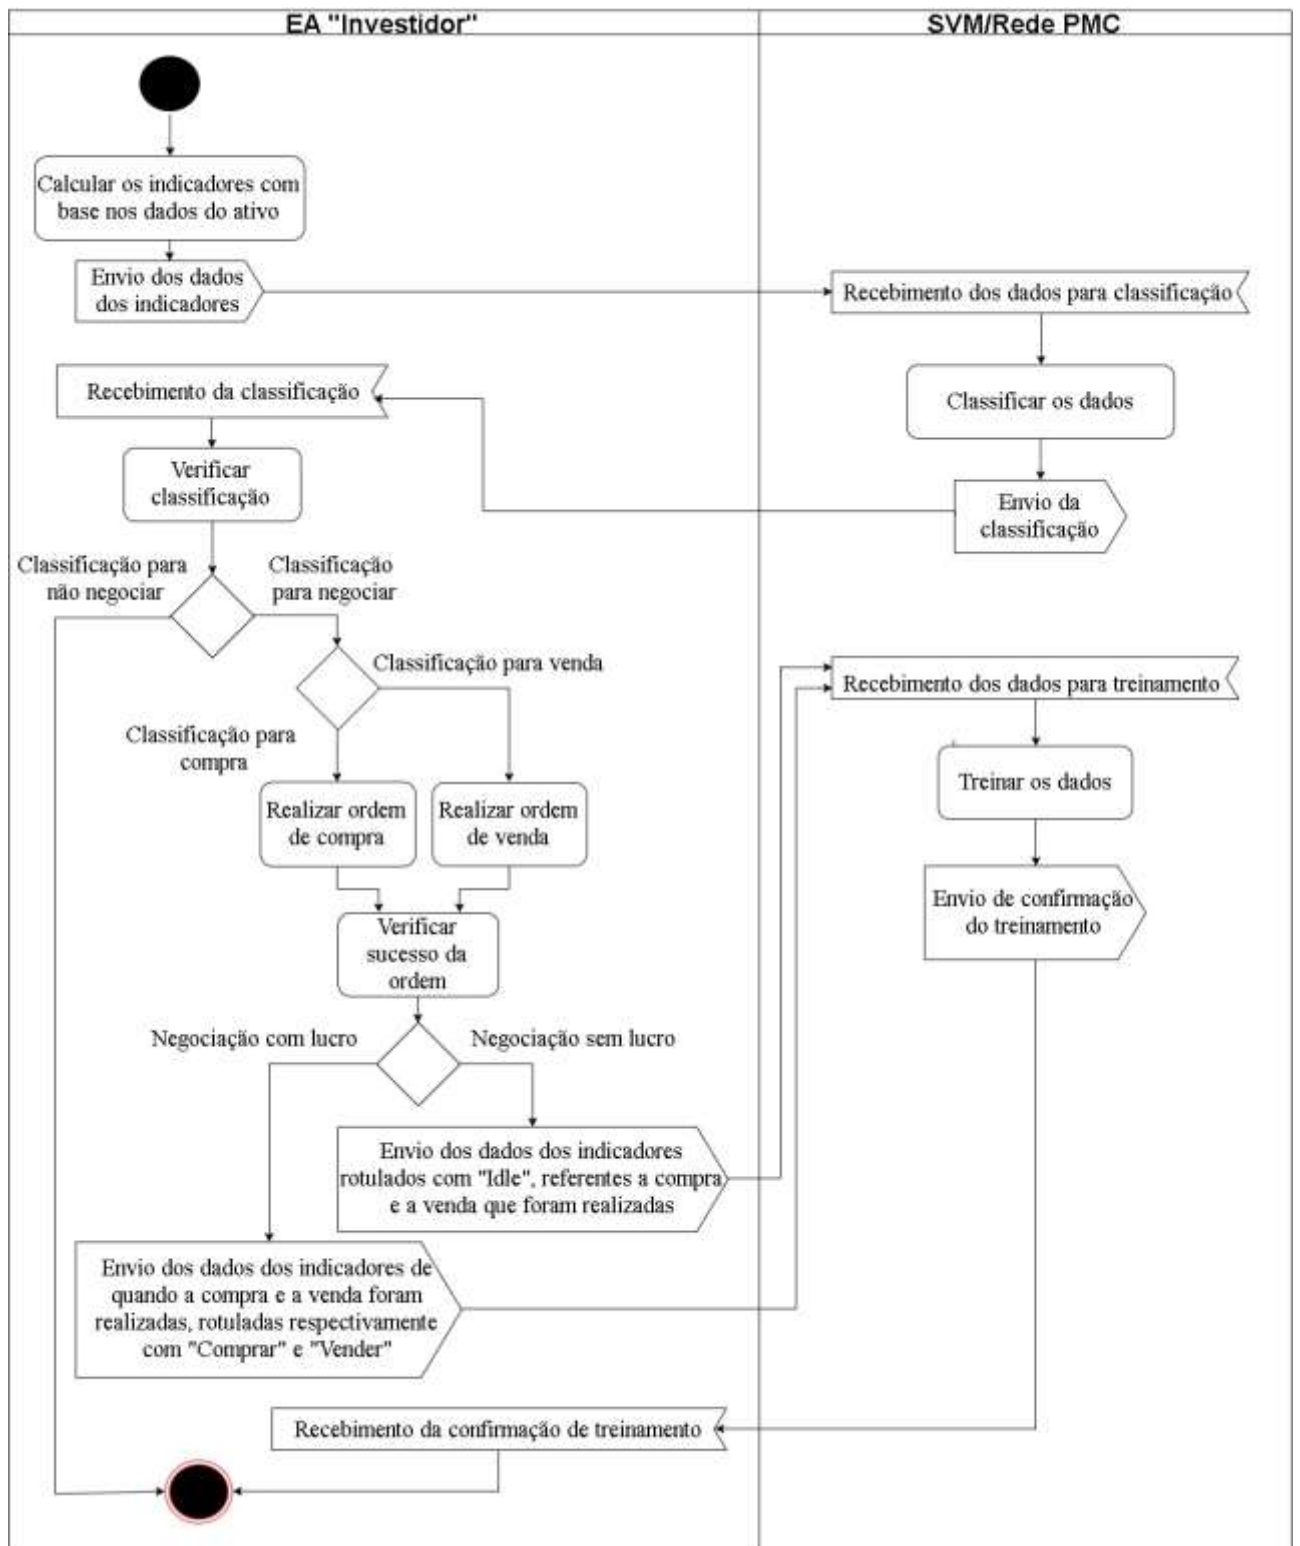 EA "Investidor"
SVM/Rede PMC
Calcular os indicadores com
base nos dados do ativo
Envio dos dados
dos indicadores
Recebimento dos dados para classificação
Recebimento da classificação
Classificar os dados
Verificar
classificação
Envio da
classificação
Classificação para
não negociar
Classificação
para negociar
Classificação para venda
Recebimento dos dados para treinamento
Classificação para
compra
Realizar ordem
de compra
Realizar ordem
de venda
Treinar os dados
Verificar
sucesso da
ordem
Envio de confirmação
do treinamento
Negociação com lucro
Negociação sem lucro
Envio dos dados dos indicadores
rotulados com "Idle", referentes a compra
e a venda que foram realizadas
Envio dos dados dos indicadores de
quando a compra e a venda foram
realizadas, rotuladas respectivamente
com "Comprar" e "Vender"
Recebimento da confirmação de treinamento